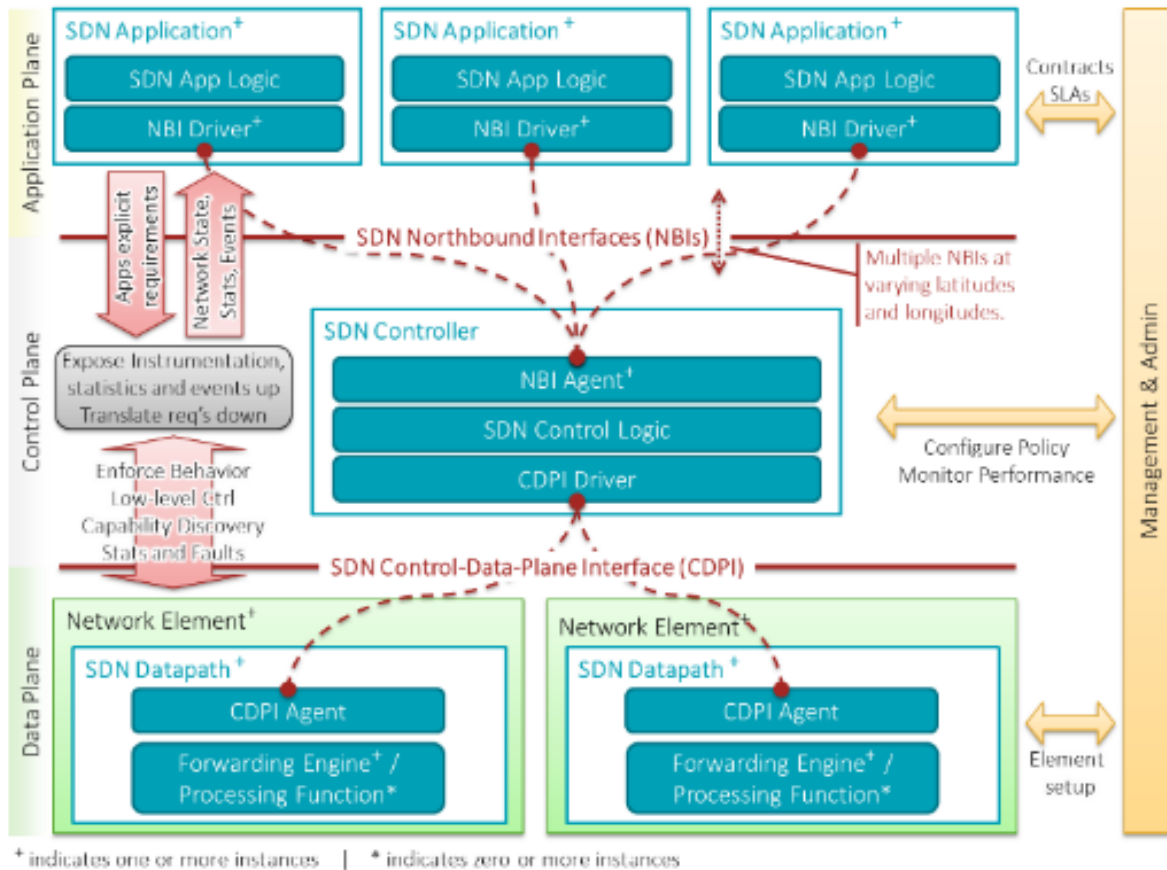 Application Plane
SDN Application+
SDN App Logic
NBI Driver+
SDN Application +
SDN App Logic
NBI Driver+
SDN Application +
SDN App Logic
NBI Driver+
Contracts
SLAs
Apps explicit
requirements
Network State,
Stats, Events
SDN Northbound Interfaces (NBIs)
Multiple NBIs at
varying latitudes
and longitudes.
Control Plane
Expose Instrumentation,
statistics and events up
Translate req's down
SDN Controller
NBI Agent+
SDN Control Logic
CDPI Driver
Configure Policy
Monitor Performance
Management & Admin
Enforce Behavior
Low-level Ctrl
Capability Discovery
Stats and Faults
SDN Control-Data-Plane Interface (CDPI)
Data Plane
Network Element+
SDN Datapath +
CDPI Agent
Forwarding Engine+ /
Processing Function*
Network Element+
SDN Datapath +
CDPI Agent
Forwarding Engine+ /
Processing Function*
Element
setup
+ indicates one or more instances | * indicates zero or more instances